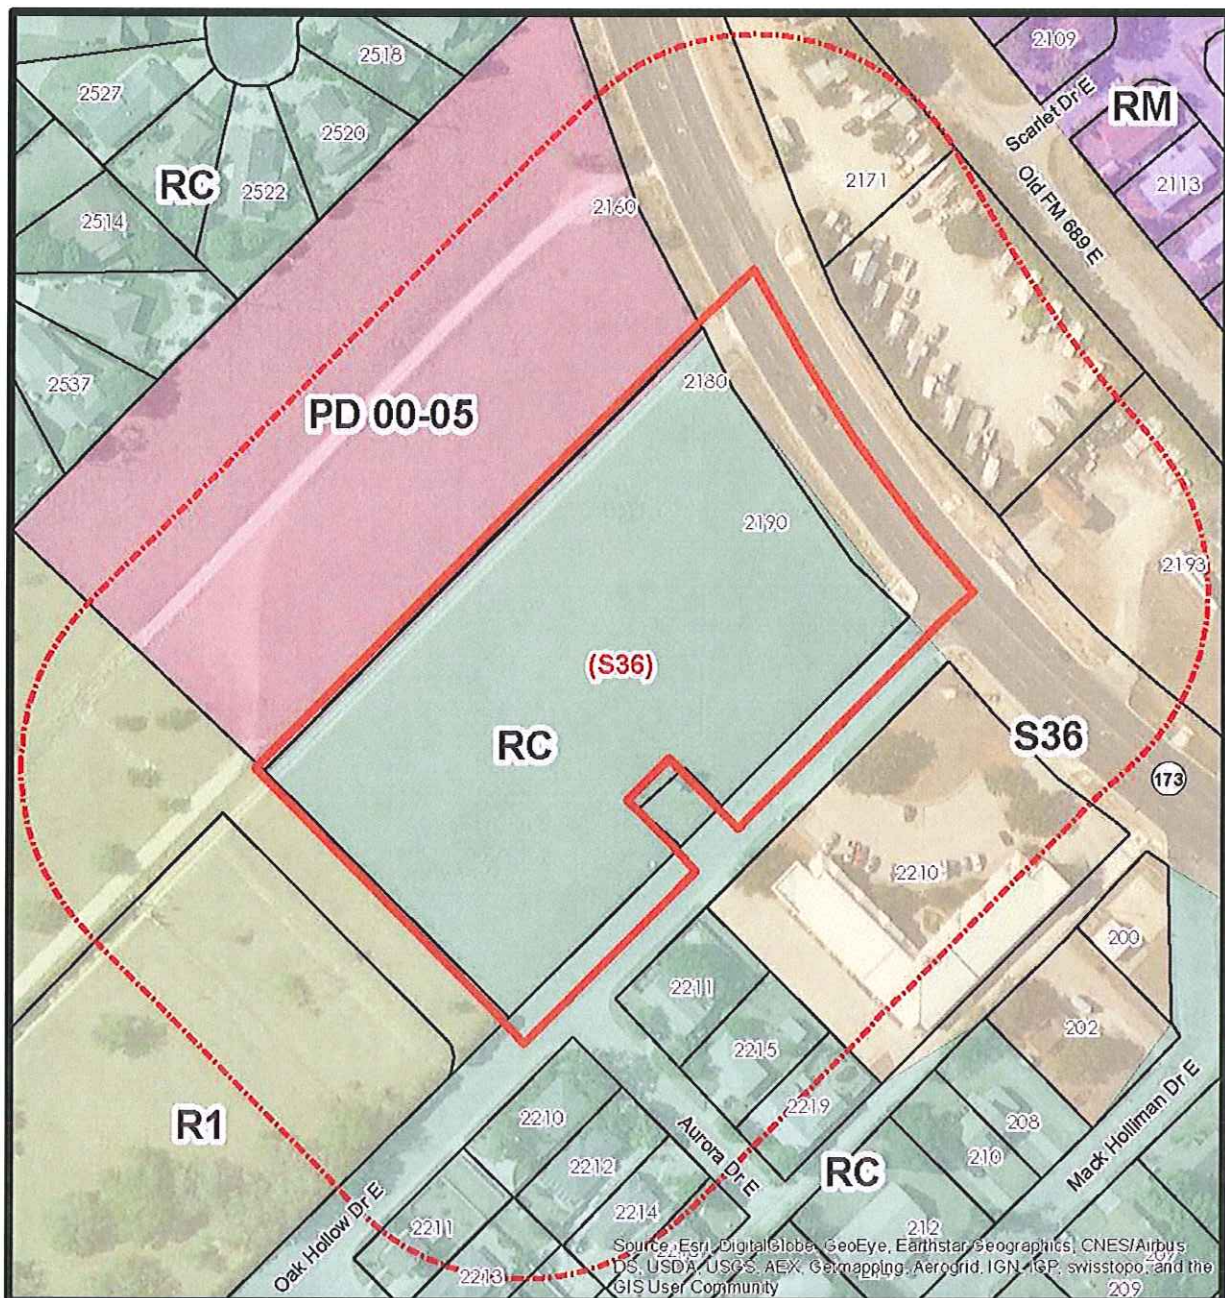 2109
2518
2527
Scarlet Dr E
RM
2520
RC
2522
2171
2113
2514
2160
Old FM 689 E
2537
2180
PD 00-05
2190
2193
(S36)
RC
S36
173
2210
200
2211
202
2215
R1
2219
2210
208
Aurora Dr E
2212
210
RC
Mack Holliman Dr E
2214
2211
212
Oak Hollow Dr E
2213
Source: Esri, DigitalGlobe, GeoEye, Earthstar Geographics, CNES/Airbus
DS, USDA, USGS, AEX, Getmapping, Aerogrid, IGN, IGP, swisstopo, and the
GIS User Community
209